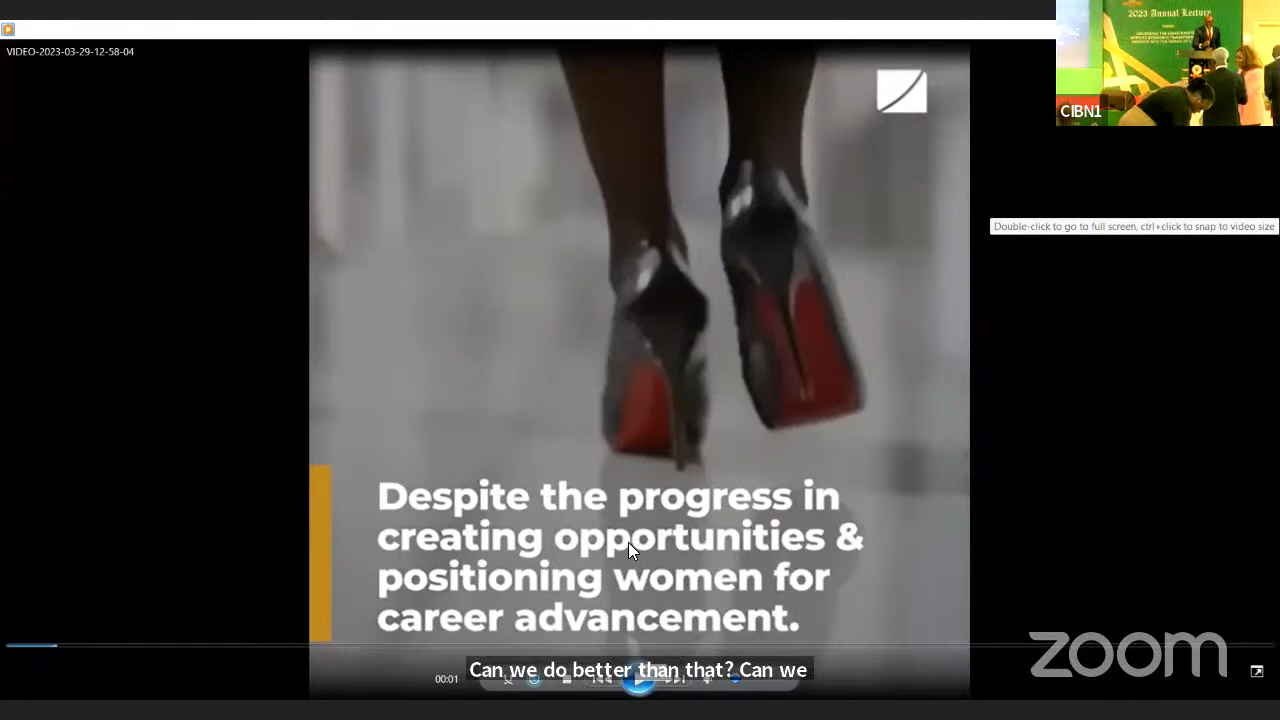 VIDEO-2023-03-29-12-58-04
2023 Annual Lecture
CIBN1
Double-click to go to full screen, ctrl+click to snap to video size
Despite the progress in
creating opportunities &
positioning women for
career advancement.
Can we do better than that? Can we
00:01
zoom